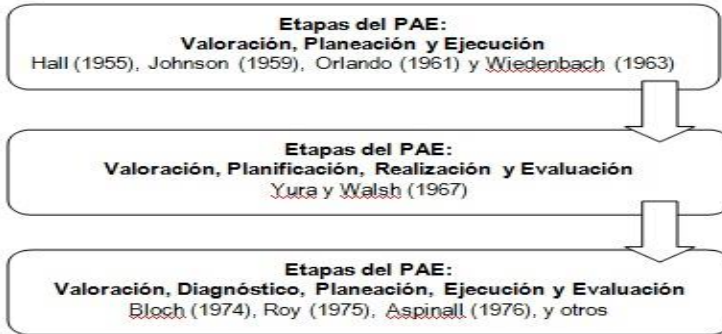 Etapas del PAE:
Valoración, Planeación y Ejecución
Hall (1955), Johnson (1959), Orlando (1961) y Wiedenbach (1963)
Etapas del PAE:
Valoración, Planificación, Realización y Evaluación
Yura y Walsh (1967)
Etapas del PAE:
Valoración, Diagnóstico, Planeación, Ejecución y Evaluación
Bloch (1974), Roy (1975), Aspinall (1976), y otros